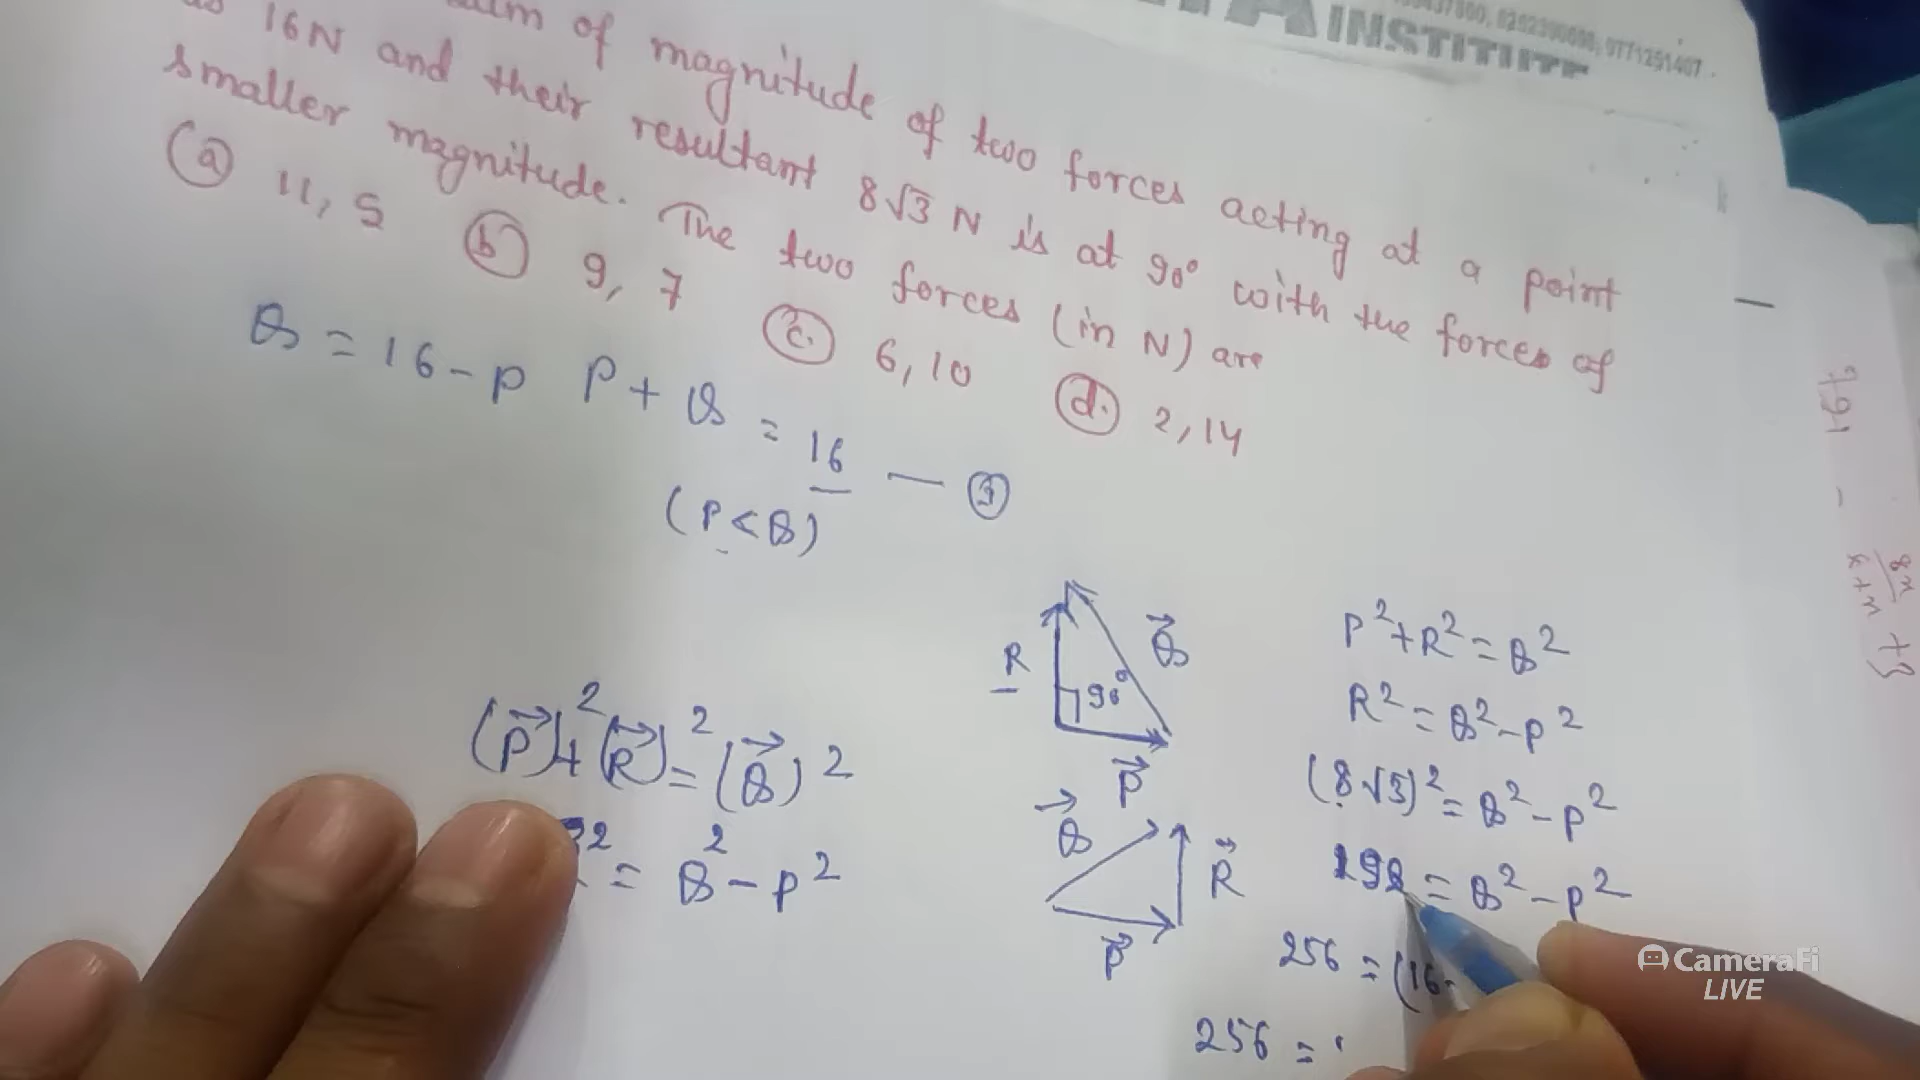 INSTITUTE
of magnitude of two forces acting at a point
16N and their resultant 8√3 N is at 90° with the forces of
smaller magnitude. The two forces (in N) are
(a) 11, 5 (b) 9, 7 (c.) 6, 10 (d.) 2, 14
Q = 16 - P P + Q = 16 — (1)
(P < Q)
R 90° Q⃗
P⃗
(P⃗)² + (R⃗)² = (Q⃗)²
² = Q² - P²
Q⃗ R⃗
P⃗
P² + R² = Q²
R² = Q² - P²
(8√3)² = Q² - P²
192 = Q² - P²
256 = (16-
256 =
CameraFi
LIVE